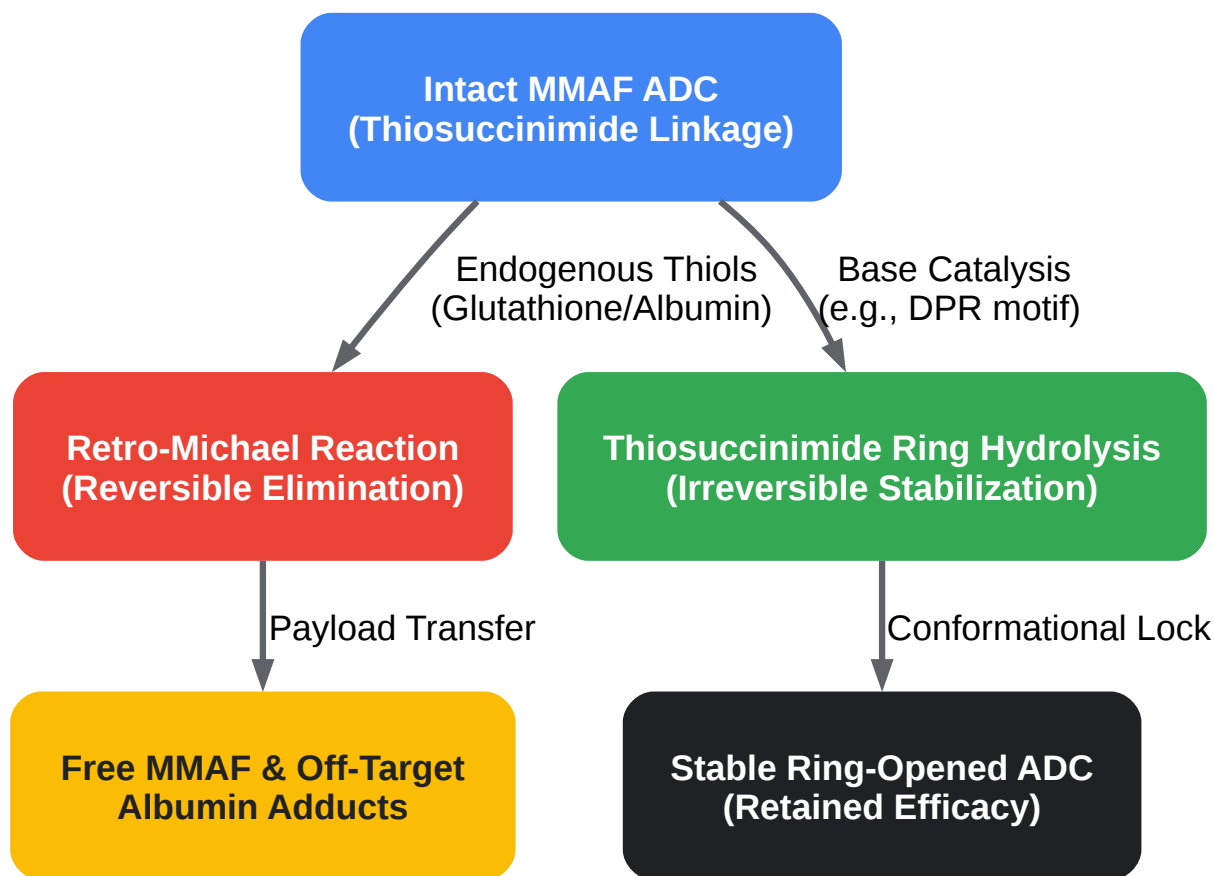 Intact MMAF ADC
(Thiosuccinimide Linkage)
Endogenous Thiols
(Glutathione/Albumin)
Base Catalysis
(e.g., DPR motif)
Retro-Michael Reaction
(Reversible Elimination)
Thiosuccinimide Ring Hydrolysis
(Irreversible Stabilization)
Payload Transfer
Conformational Lock
Free MMAF & Off-Target
Albumin Adducts
Stable Ring-Opened ADC
(Retained Efficacy)